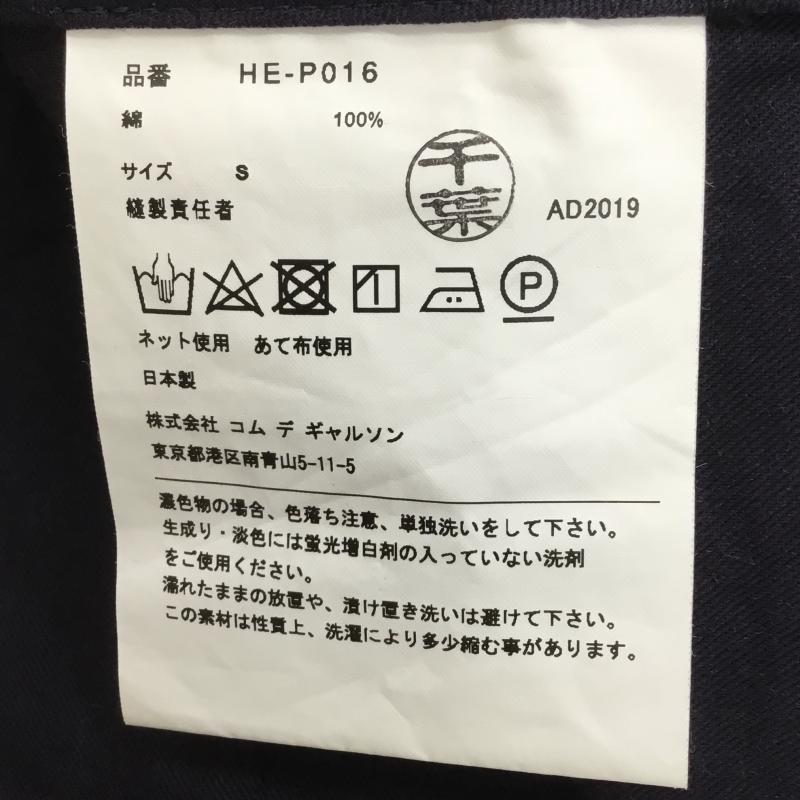 品番 HE-P016
綿 100%
サイズ S
千葉
縫製責任者 AD2019
P
ネット使用 あて布使用
日本製
株式会社 コム デ ギャルソン
東京都港区南青山5-11-5
濃色物の場合、色落ち注意、単独洗いをして下さい。
生成り・淡色には蛍光増白剤の入っていない洗剤
をご使用ください。
濡れたままの放置や、漬け置き洗いは避けて下さい。
この素材は性質上、洗濯により多少縮む事があります。